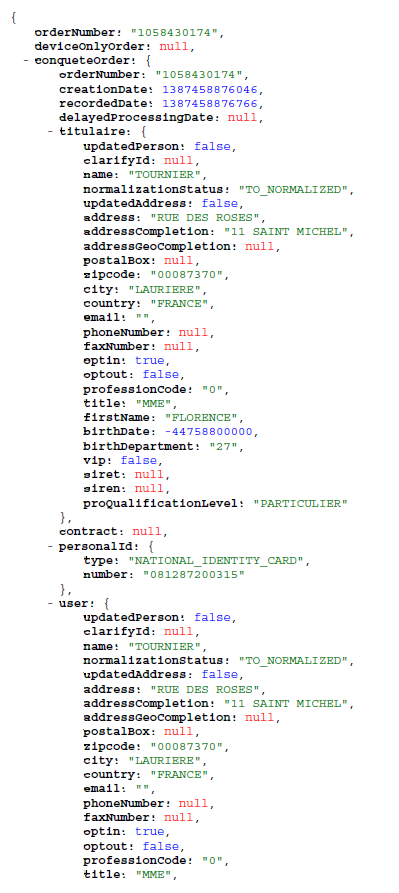 {
orderNumber: "1058430174",
deviceOnlyOrder: null,
- conqueteOrder: {
orderNumber: "1058430174",
creationDate: 1387458876046,
recordedDate: 1387458876766,
delayedProcessingDate: null,
- titulaire: {
updatedPerson: false,
clarifyId: null,
name: "TOURNIER",
normalizationStatus: "TO_NORMALIZED",
updatedAddress: false,
address: "RUE DES ROSES",
addressCompletion: "11 SAINT MICHEL",
addressGeoCompletion: null,
postalBox: null,
zipcode: "00087370",
city: "LAURIERE",
country: "FRANCE",
email: "",
phoneNumber: null,
faxNumber: null,
optin: true,
optout: false,
professionCode: "0",
title: "MME",
firstName: "FLORENCE",
birthDate: -44758800000,
birthDepartment: "27",
vip: false,
siret: null,
siren: null,
proQualificationLevel: "PARTICULIER"
},
contract: null,
- personalId: {
type: "NATIONAL_IDENTITY_CARD",
number: "081287200315"
},
- user: {
updatedPerson: false,
clarifyId: null,
name: "TOURNIER",
normalizationStatus: "TO_NORMALIZED",
updatedAddress: false,
address: "RUE DES ROSES",
addressCompletion: "11 SAINT MICHEL",
addressGeoCompletion: null,
postalBox: null,
zipcode: "00087370",
city: "LAURIERE",
country: "FRANCE",
email: "",
phoneNumber: null,
faxNumber: null,
optin: true,
optout: false,
professionCode: "0",
title: "MME",